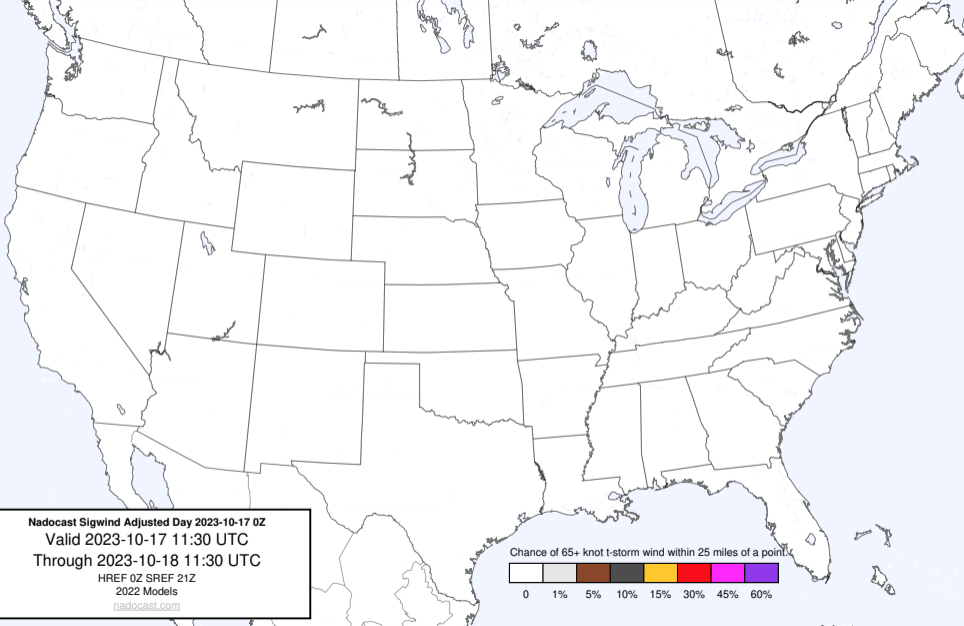 Nadocast Sigwind Adjusted Day 2023-10-17 0Z
Valid 2023-10-17 11:30 UTC
Through 2023-10-18 11:30 UTC
HREF 0Z SREF 21Z
2022 Models
nadocast.com
Chance of 65+ knot t-storm wind within 25 miles of a point.
0 1% 5% 10% 15% 30% 45% 60%